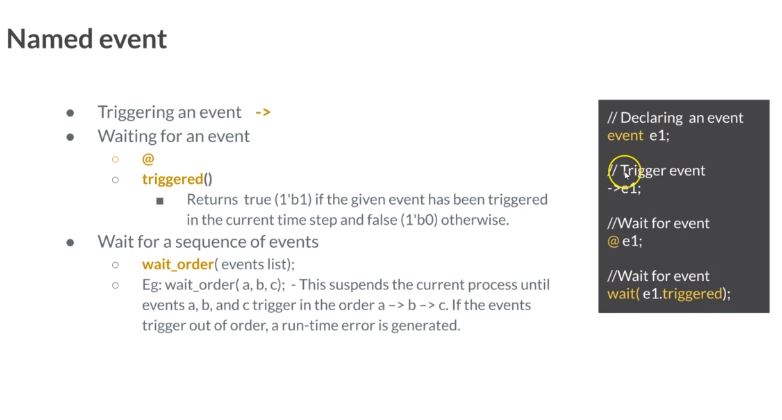 Named event
● Triggering an event ->
● Waiting for an event
○ @
○ triggered()
■ Returns true (1'b1) if the given event has been triggered
in the current time step and false (1'b0) otherwise.
● Wait for a sequence of events
○ wait_order( events list);
○ Eg: wait_order( a, b, c); - This suspends the current process until
events a, b, and c trigger in the order a –> b –> c. If the events
trigger out of order, a run-time error is generated.
// Declaring an event
event e1;
// Trigger event
->e1;
//Wait for event
@ e1;
//Wait for event
wait( e1.triggered);